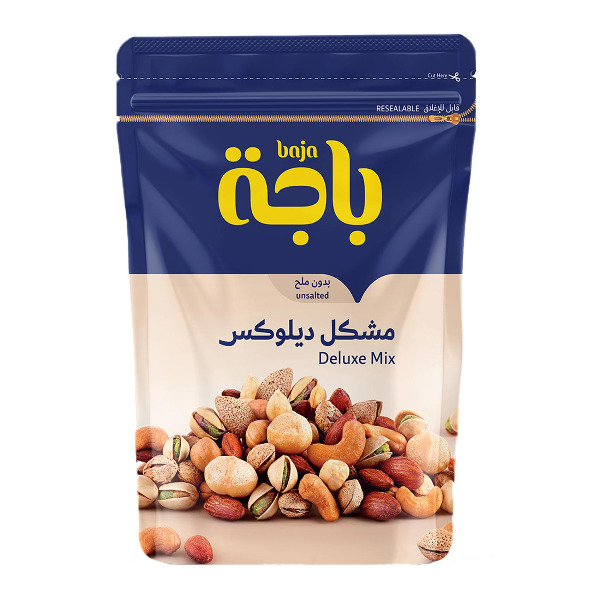 Cut Here
RESEALABLE قابل للإغلاق
baja
باجة
بدون ملح
unsalted
مشكل ديلوكس
Deluxe Mix